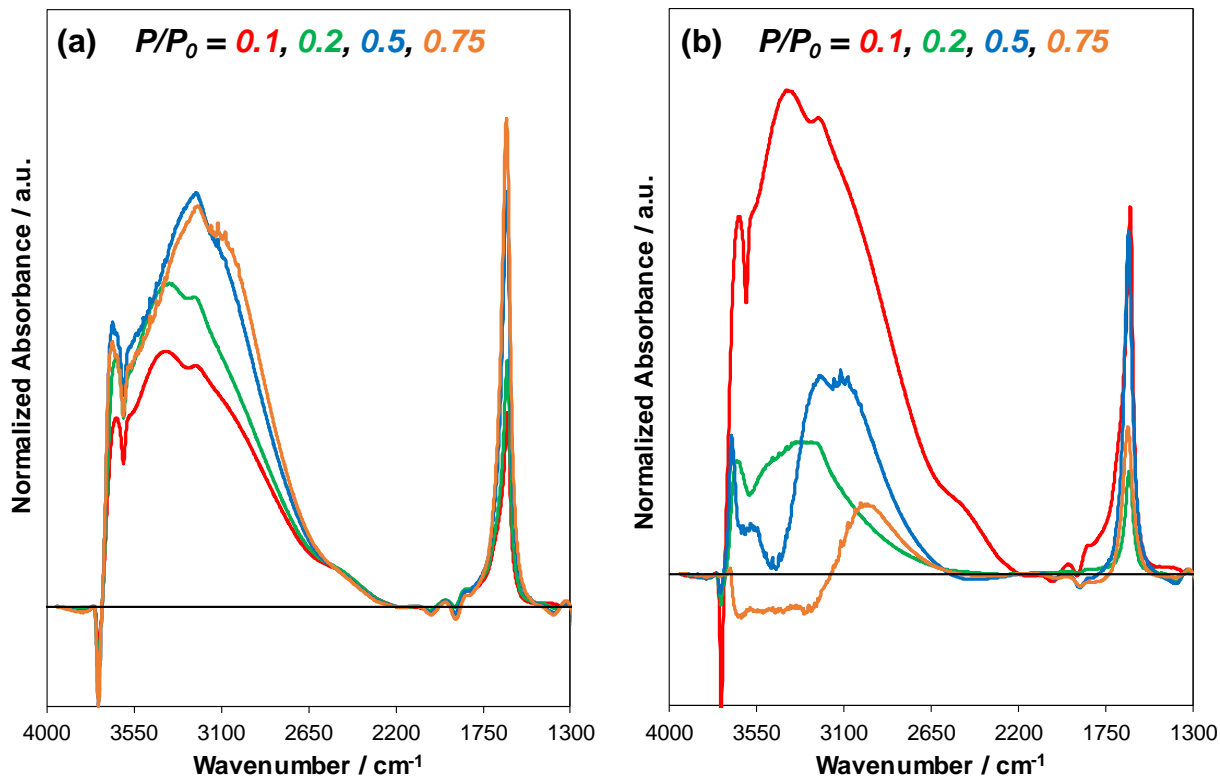 (a) P/P0 = 0.1, 0.2, 0.5, 0.75
Normalized Absorbance / a.u.
4000 3550 3100 2650 2200 1750 1300
Wavenumber / cm-1
(b) P/P0 = 0.1, 0.2, 0.5, 0.75
Normalized Absorbance / a.u.
4000 3550 3100 2650 2200 1750 1300
Wavenumber / cm-1